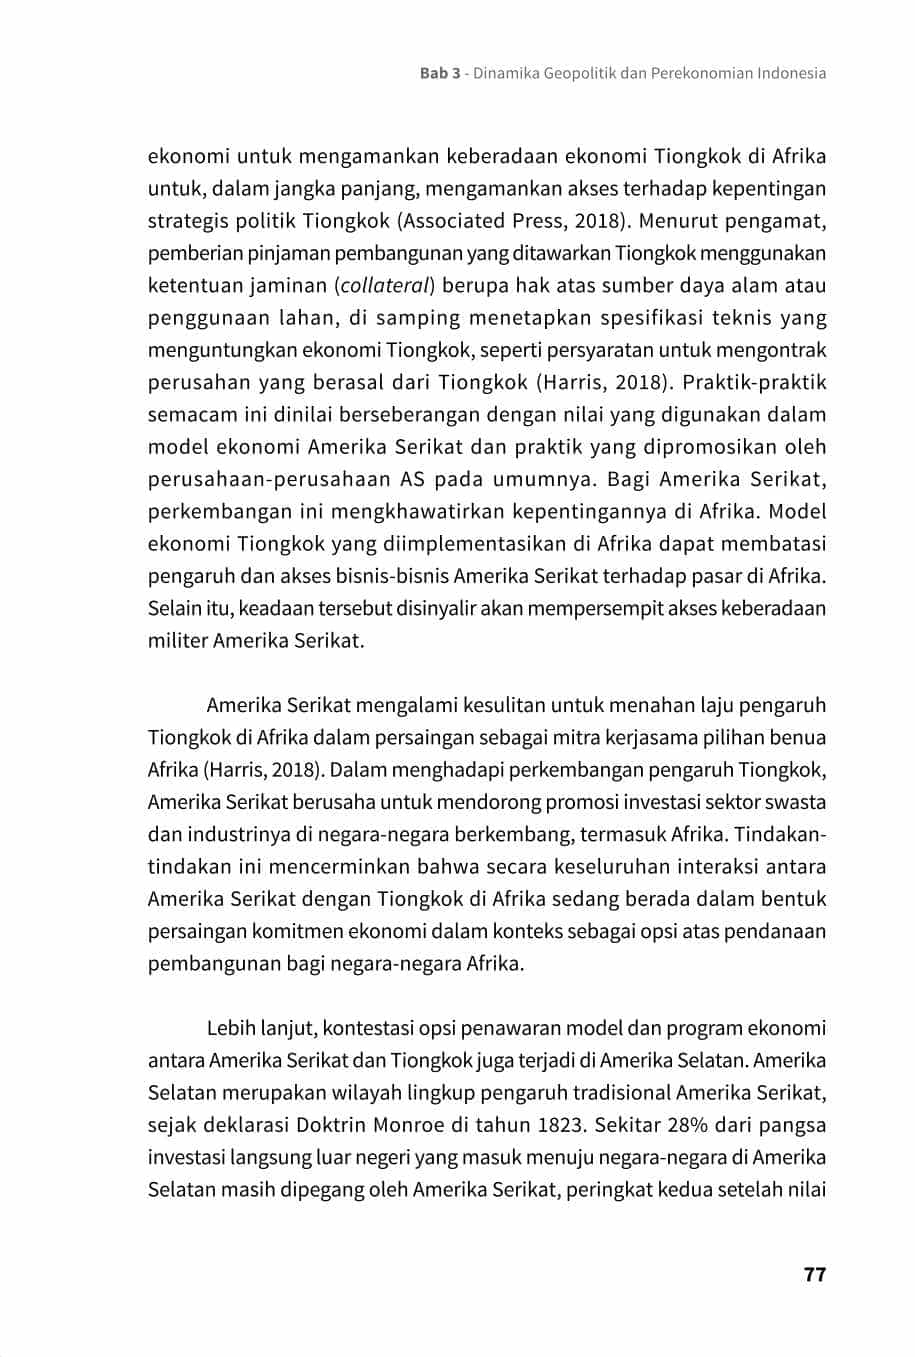 Bab 3 - Dinamika Geopolitik dan Perekonomian Indonesia
ekonomi untuk mengamankan keberadaan ekonomi Tiongkok di Afrika
untuk, dalam jangka panjang, mengamankan akses terhadap kepentingan
strategis politik Tiongkok (Associated Press, 2018). Menurut pengamat,
pemberian pinjaman pembangunan yang ditawarkan Tiongkok menggunakan
ketentuan jaminan (collateral) berupa hak atas sumber daya alam atau
penggunaan lahan, di samping menetapkan spesifikasi teknis yang
menguntungkan ekonomi Tiongkok, seperti persyaratan untuk mengontrak
perusahan yang berasal dari Tiongkok (Harris, 2018). Praktik-praktik
semacam ini dinilai berseberangan dengan nilai yang digunakan dalam
model ekonomi Amerika Serikat dan praktik yang dipromosikan oleh
perusahaan-perusahaan AS pada umumnya. Bagi Amerika Serikat,
perkembangan ini mengkhawatirkan kepentingannya di Afrika. Model
ekonomi Tiongkok yang diimplementasikan di Afrika dapat membatasi
pengaruh dan akses bisnis-bisnis Amerika Serikat terhadap pasar di Afrika.
Selain itu, keadaan tersebut disinyalir akan mempersempit akses keberadaan
militer Amerika Serikat.
Amerika Serikat mengalami kesulitan untuk menahan laju pengaruh
Tiongkok di Afrika dalam persaingan sebagai mitra kerjasama pilihan benua
Afrika (Harris, 2018). Dalam menghadapi perkembangan pengaruh Tiongkok,
Amerika Serikat berusaha untuk mendorong promosi investasi sektor swasta
dan industrinya di negara-negara berkembang, termasuk Afrika. Tindakan-
tindakan ini mencerminkan bahwa secara keseluruhan interaksi antara
Amerika Serikat dengan Tiongkok di Afrika sedang berada dalam bentuk
persaingan komitmen ekonomi dalam konteks sebagai opsi atas pendanaan
pembangunan bagi negara-negara Afrika.
Lebih lanjut, kontestasi opsi penawaran model dan program ekonomi
antara Amerika Serikat dan Tiongkok juga terjadi di Amerika Selatan. Amerika
Selatan merupakan wilayah lingkup pengaruh tradisional Amerika Serikat,
sejak deklarasi Doktrin Monroe di tahun 1823. Sekitar 28% dari pangsa
investasi langsung luar negeri yang masuk menuju negara-negara di Amerika
Selatan masih dipegang oleh Amerika Serikat, peringkat kedua setelah nilai
77